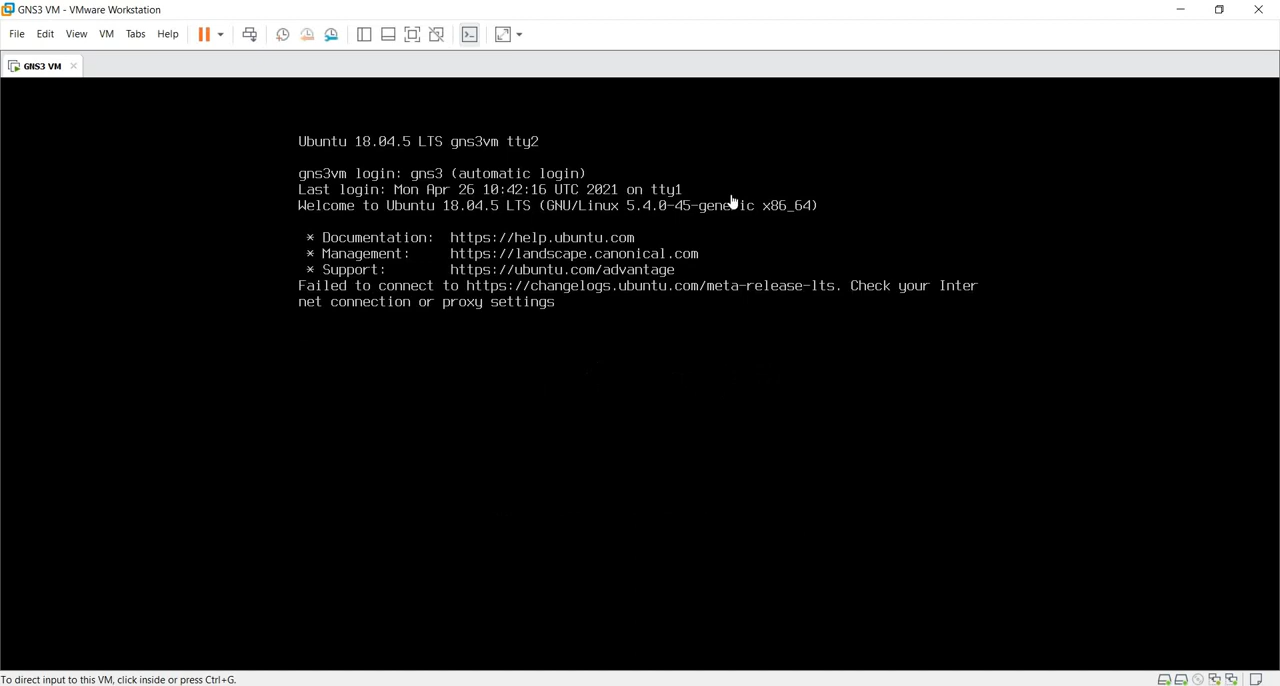 GNS3 VM - VMware Workstation
File Edit View VM Tabs Help
GNS3 VM
Ubuntu 18.04.5 LTS gns3vm tty2
gns3vm login: gns3 (automatic login)
Last login: Mon Apr 26 10:42:16 UTC 2021 on tty1
Welcome to Ubuntu 18.04.5 LTS (GNU/Linux 5.4.0-45-generic x86_64)
* Documentation: https://help.ubuntu.com
* Management: https://landscape.canonical.com
* Support: https://ubuntu.com/advantage
Failed to connect to https://changelogs.ubuntu.com/meta-release-lts. Check your Inter
net connection or proxy settings
To direct input to this VM, click inside or press Ctrl+G.